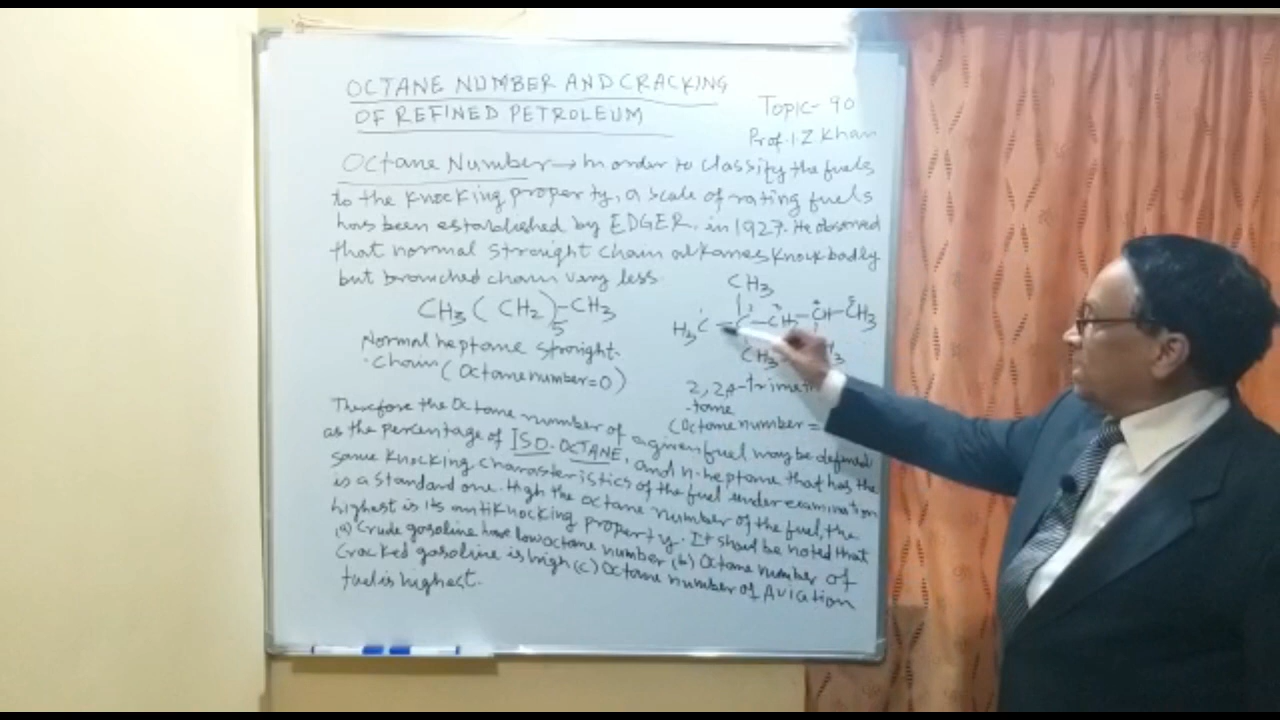 OCTANE NUMBER AND CRACKING
OF REFINED PETROLEUM
Topic-90
Prof. I.Z Khan
Octane Number → In order to classify the fuels
to the knocking property, a scale of rating fuels
has been established by EDGER, in 1927. He observed
that normal straight chain alkanes knock badly
but branched chain very less
CH3 (CH2)5-CH3
Normal heptane straight
chain (Octane number=0)
CH3
H3C - C - CH2 - CH - CH3
CH3
2,2,4-trimeth
-tane
(Octane number =
Therefore the Octane number of a given fuel may be defined
as the percentage of ISO-OCTANE, and n-heptane that has the
same knocking characteristics of the fuel under examination
is a standard one. High the octane number of the fuel, the
highest is its antiknocking property. It should be noted that
(a) Crude gasoline have low octane number (b) Octane number of
cracked gasoline is high (c) Octane number of Aviation
fuel is highest.